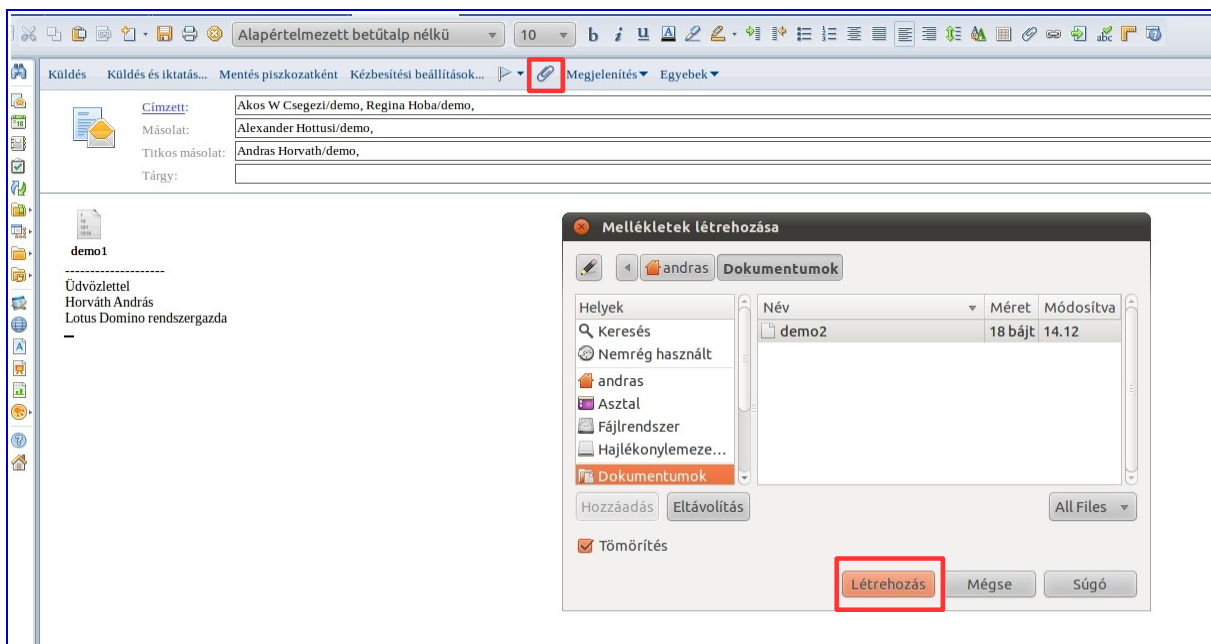 Alapértelmezett betűtalp nélkü
10
b i u A
abc
Küldés Küldés és iktatás... Mentés piszkozatként Kézbesítési beállítások... Megjelenítés Egyebek
Címzett: Akos W Csegezi/demo, Regina Hoba/demo,
Másolat: Alexander Hottusi/demo,
Titkos másolat: Andras Horvath/demo,
Tárgy:
demo1
--------------------
Üdvözlettel
Horváth András
Lotus Domino rendszergazda
Mellékletek létrehozása
andras Dokumentumok
Helyek
Keresés
Nemrég használt
andras
Asztal
Fájlrendszer
Hajlékonylemeze...
Dokumentumok
Név Méret Módosítva
demo2 18 bájt 14.12
Hozzáadás Eltávolítás All Files
Tömörítés
Létrehozás Mégse Súgó